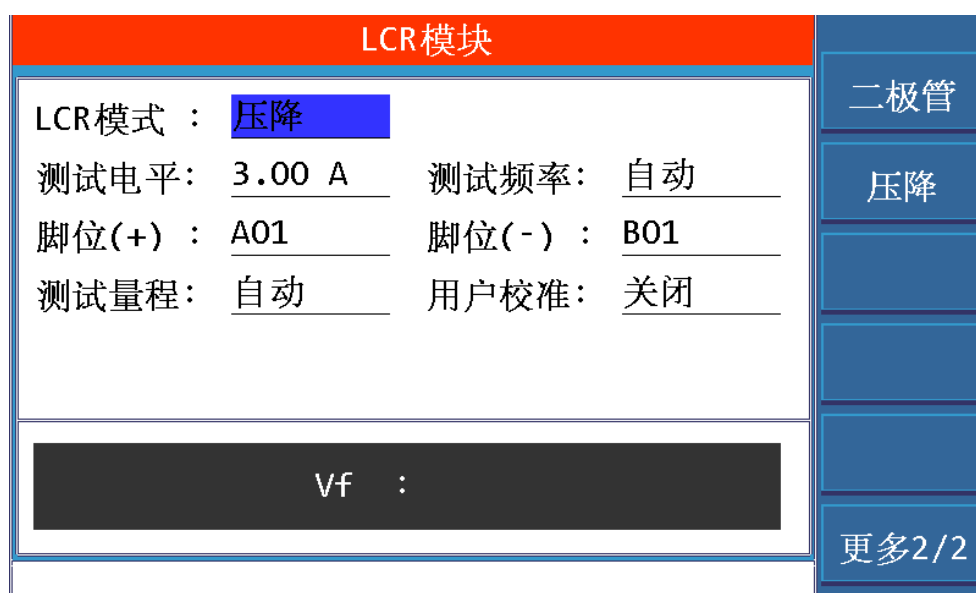 LCR模块
LCR模式 : 压降
测试电平: 3.00 A 测试频率: 自动
脚位(+) : A01 脚位(-) : B01
测试量程: 自动 用户校准: 关闭
Vf :
二极管
压降
更多2/2